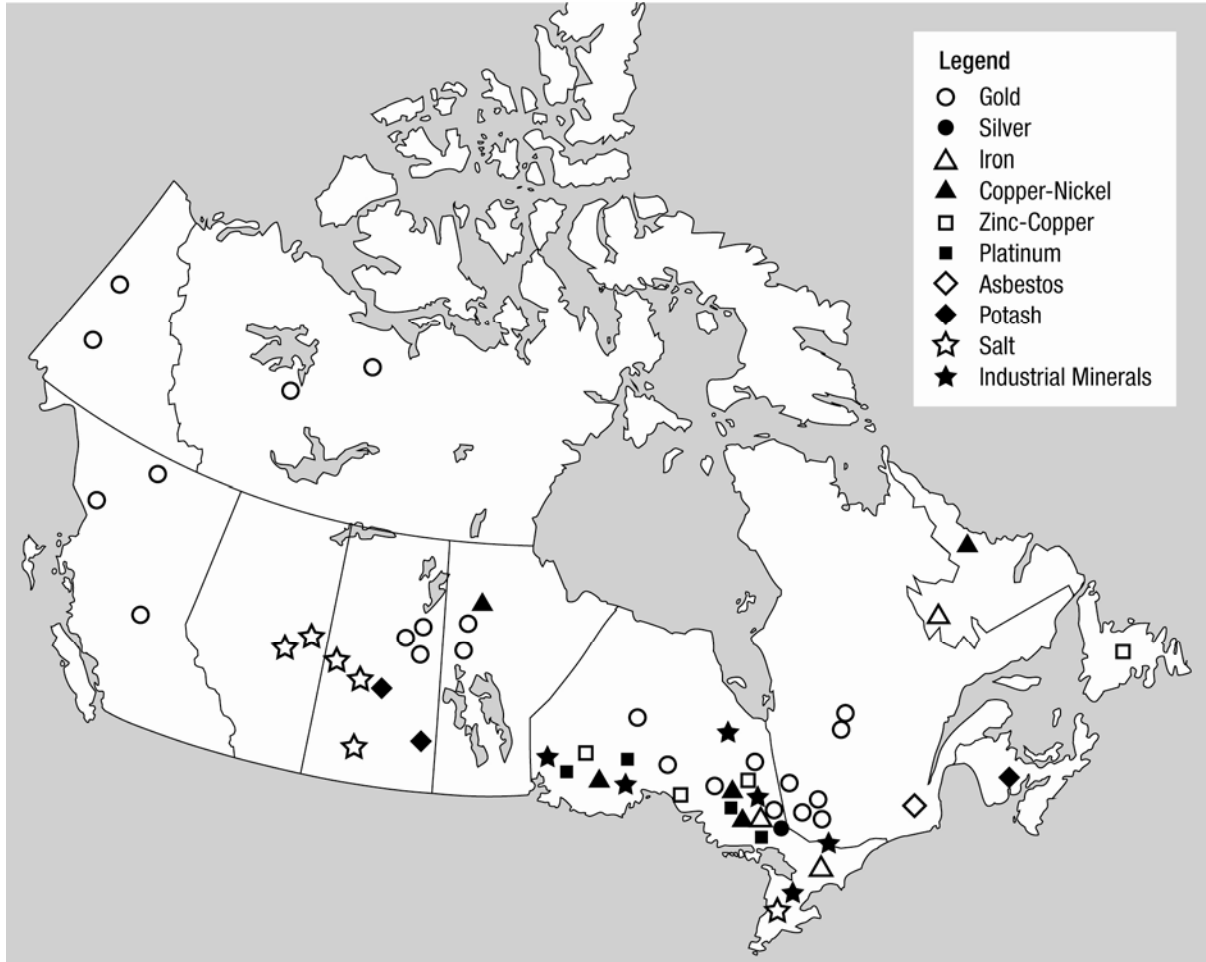 Legend
Gold
Silver
Iron
Copper-Nickel
Zinc-Copper
Platinum
Asbestos
Potash
Salt
Industrial Minerals